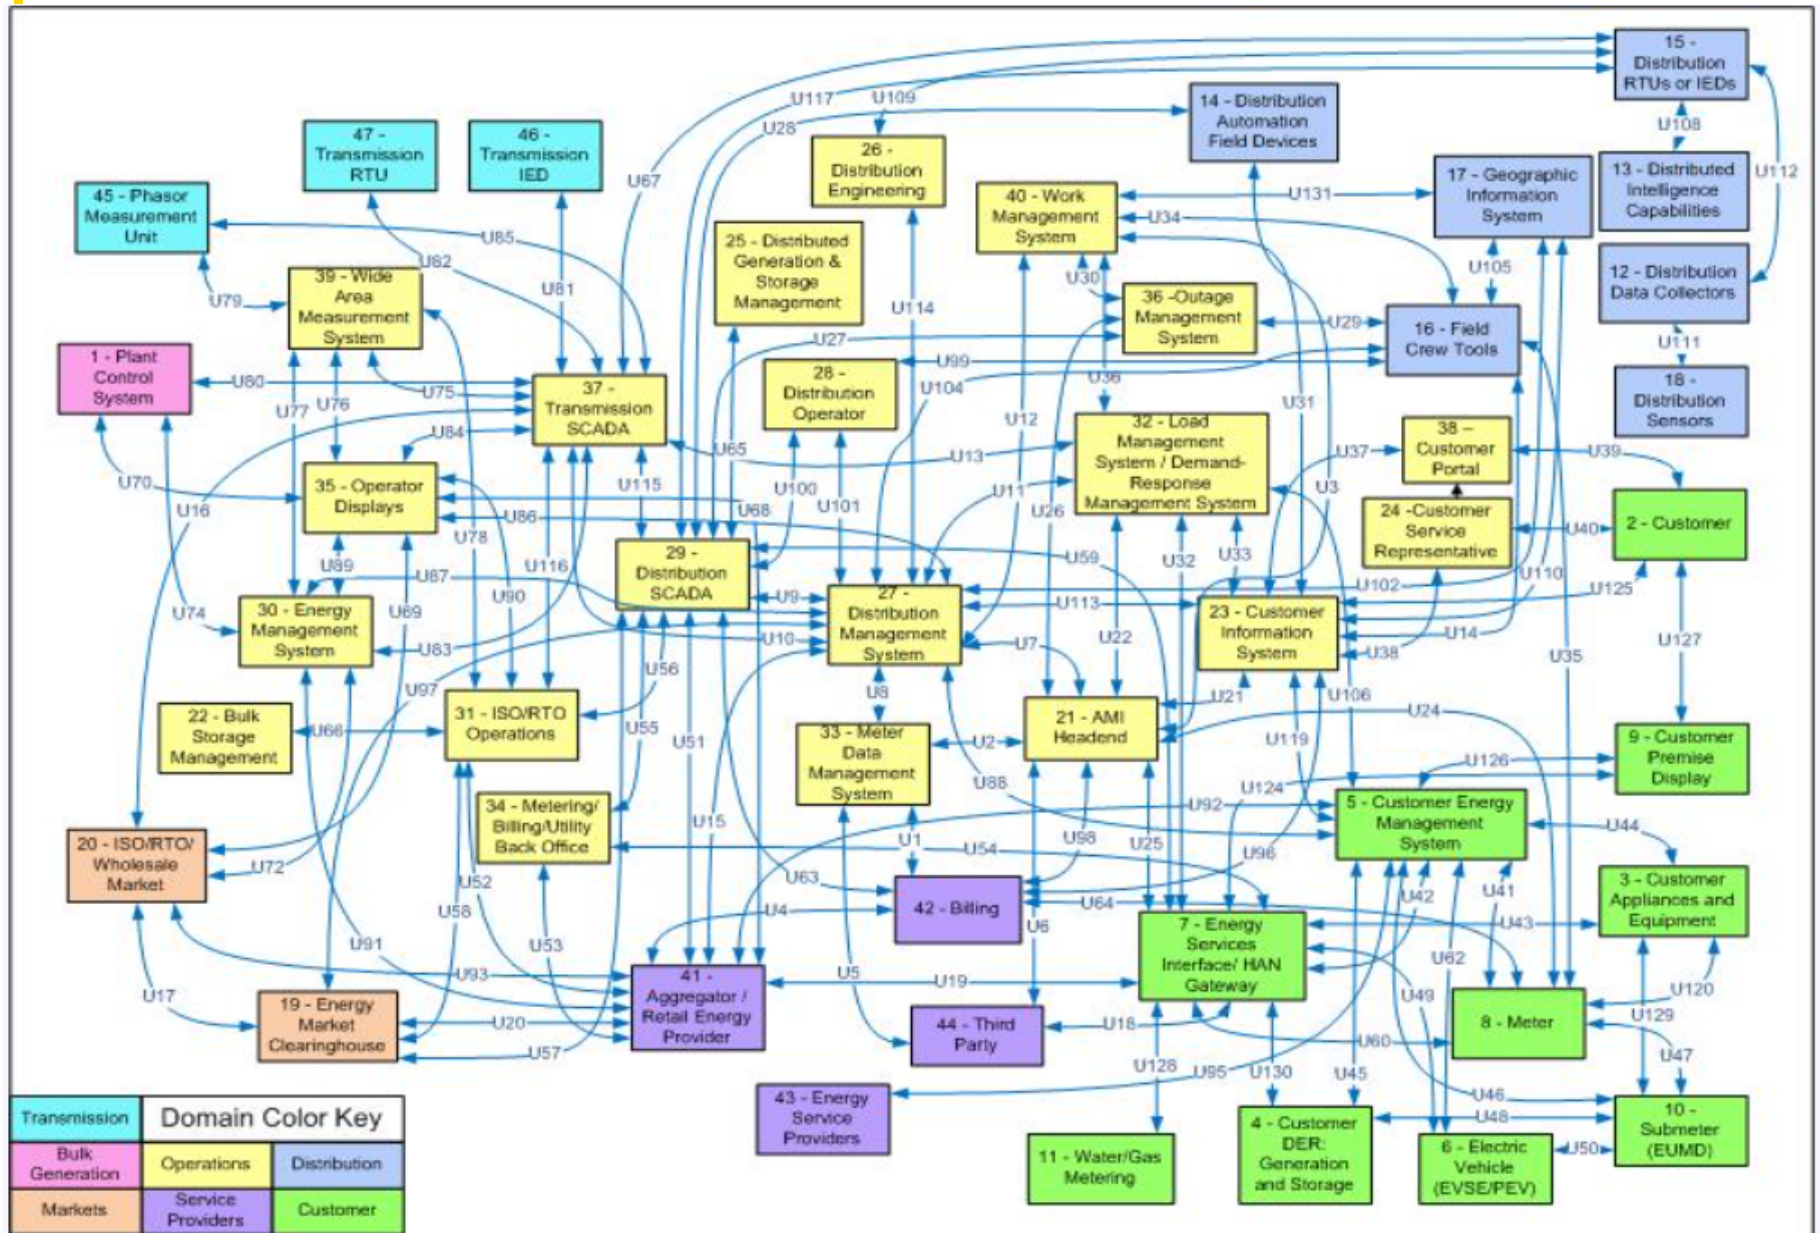 15 -
Distribution
RTUs or IEDs
U117
U109
14 - Distribution
Automation
Field Devices
U28
U108
47 -
Transmission
RTU
46 -
Transmission
IED
26 -
Distribution
Engineering
U67
17 - Geographic
Information
System
13 - Distributed
Intelligence
Capabilities
U112
45 - Phasor
Measurement
Unit
40 - Work
Management
System
U131
U34
U85
25 - Distributed
Generation &
Storage
Management
U82
U81
U30
U105
12 - Distribution
Data Collectors
39 - Wide
Area
Measurement
System
U79
U114
36 -Outage
Management
System
U29
16 - Field
Crew Tools
U27
U111
1 - Plant
Control
System
U80
U75
U77
U76
37 -
Transmission
SCADA
28 -
Distribution
Operator
U99
U104
U36
U12
U31
18 -
Distribution
Sensors
U84
U65
U13
32 - Load
Management
System / Demand-
Response
Management System
38 –
Customer
Portal
U37
U39
U70
35 - Operator
Displays
U16
U115
U100
U101
U11
U26
U3
U68
U86
24 -Customer
Service
Representative
U40
2 - Customer
U78
U89
U116
29 -
Distribution
SCADA
U59
U32
U33
U87
U90
U69
U74
30 - Energy
Management
System
U9
27 -
Distribution
Management
System
U113
U102
U110
U125
23 - Customer
Information
System
U22
U14
U83
U10
U7
U38
U127
U35
U97
U56
U8
U21
U106
22 - Bulk
Storage
Management
U66
31 - ISO/RTO
Operations
U55
U51
33 - Meter
Data
Management
System
U2
21 - AMI
Headend
U24
U119
9 - Customer
Premise
Display
U126
U124
U88
34 - Metering/
Billing/Utility
Back Office
U92
5 - Customer Energy
Management
System
U44
20 - ISO/RTO/
Wholesale
Market
U72
U52
U15
U1
U98
U25
U54
U96
U63
U58
42 - Billing
U64
U41
U42
3 - Customer
Appliances and
Equipment
U4
U6
7 - Energy
Services
Interface/ HAN
Gateway
U43
U91
U53
U93
U62
U17
41 -
Aggregator /
Retail Energy
Provider
U5
U19
U49
U120
19 - Energy
Market
Clearinghouse
U20
U57
44 - Third
Party
U18
8 - Meter
U129
U60
U47
U128
U95
U130
U45
43 - Energy
Service
Providers
U46
U48
10 -
Submeter
(EUMD)
11 - Water/Gas
Metering
4 - Customer
DER:
Generation
and Storage
6 - Electric
Vehicle
(EVSE/PEV)
U50
Transmission
Domain Color Key
Bulk
Generation
Operations
Distribution
Markets
Service
Providers
Customer